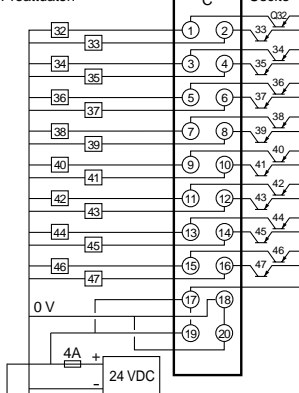 C
32 1 2 Q32
33 33
34 3 4 34
35 35
36 5 6 36
37 37
38 7 8 38
39 39
40 9 10 40
41 41
42 11 12 42
43 43
44 13 14 44
45 45
46 15 16 46
47 47
17 18
0 V
19 20
4A +
24 VDC
-